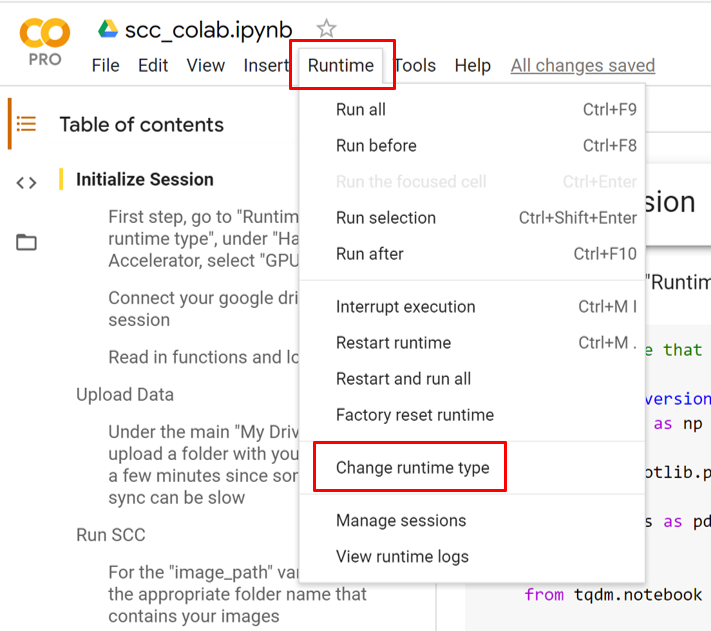 CO
PRO
scc_colab.ipynb
File Edit View Insert Runtime Tools Help All changes saved
Table of contents
Initialize Session
First step, go to "Runtim
runtime type", under "Ha
Accelerator, select "GPU
Connect your google dri
session
Read in functions and lo
Upload Data
Under the main "My Driv
upload a folder with you
a few minutes since son
sync can be slow
Run SCC
For the "image_path" var
the appropriate folder name that
contains your images
Run all Ctrl+F9
Run before Ctrl+F8
Run the focused cell Ctrl+Enter
Run selection Ctrl+Shift+Enter
Run after Ctrl+F10
Interrupt execution Ctrl+M I
Restart runtime Ctrl+M .
Restart and run all
Factory reset runtime
Change runtime type
Manage sessions
View runtime logs
sion
"Runtim
e that
version
as np
otlib.p
s as pd
from tqdm.notebook